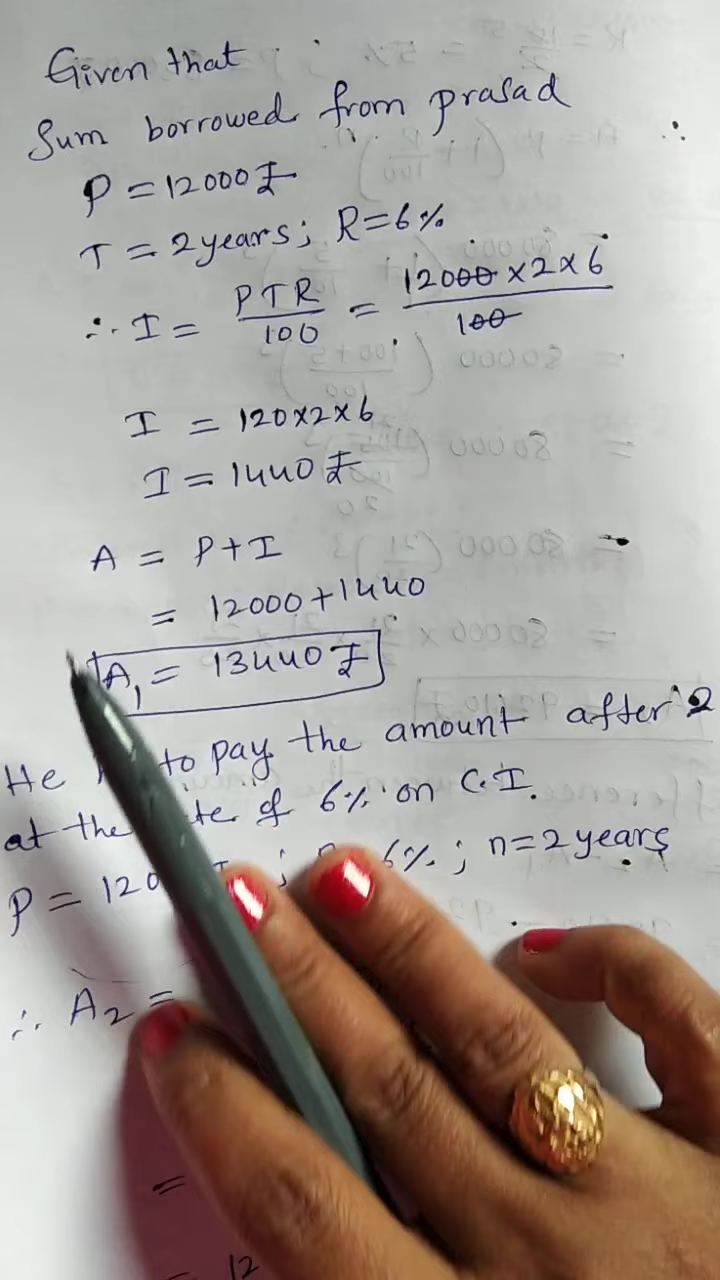 Given that
Sum borrowed from prasad
∴
P = 12000 ₹
T = 2 years; R = 6%
∴ I = PTR/100 = 12000 × 2 × 6/100
I = 120×2×6
I = 1440 ₹
A = P+I
= 12000+1440
A₁ = 13440 ₹
He to pay the amount after 2
at the of 6% on C.I.
P = 120 ; 6%; n=2 years
∴ A₂ =
=
= 12